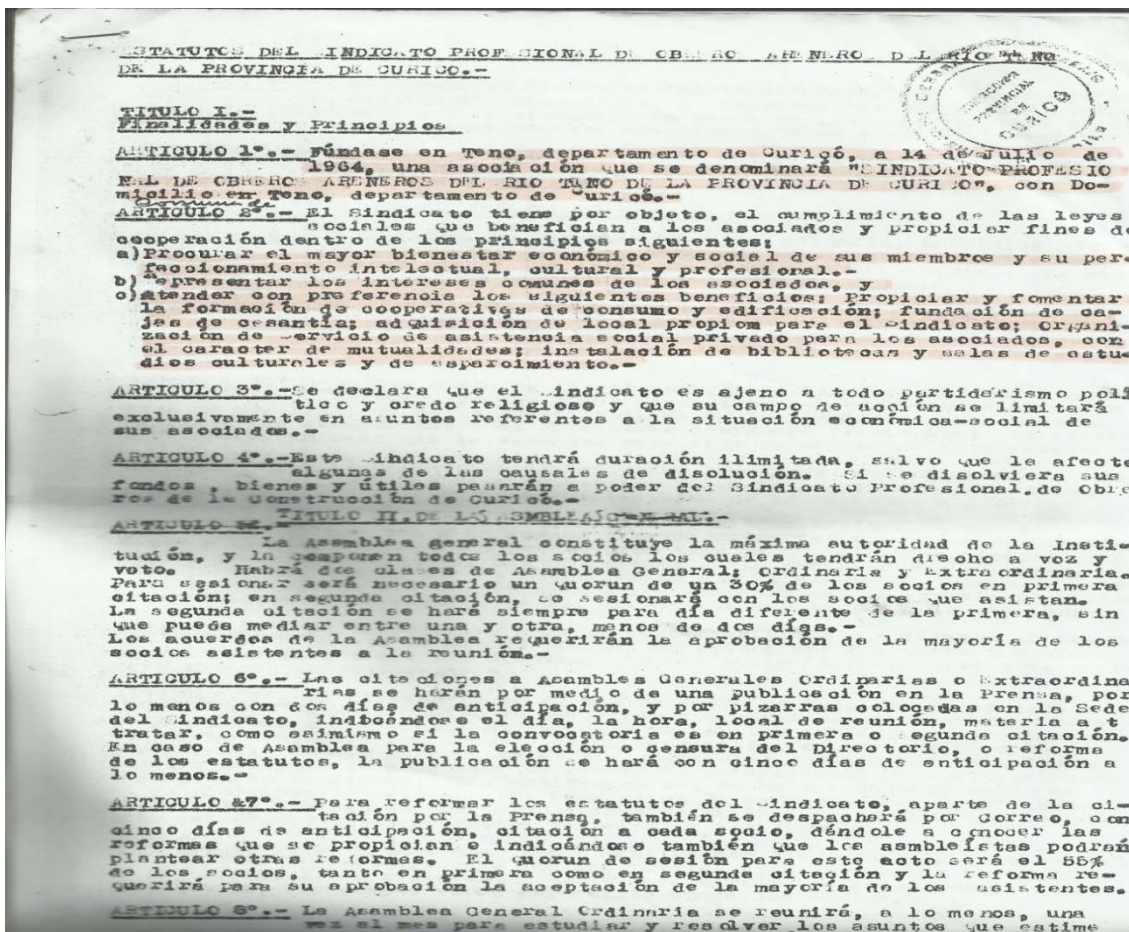 ESTATUTOS DEL SINDICATO PROFESIONAL DE OBRERO ARENERO DEL RIO TENO
DE LA PROVINCIA DE CURICO.-
PROVINCIAL
DE
CURICO
TITULO I.-
Finalidades y Principios
ARTICULO 1º.- Fúndase en Teno, departamento de Curicó, a 14 de Julio de
1964, una asociación que se denominará "SINDICATO PROFESIO
NAL DE OBREROS ARENEROS DEL RIO TENO DE LA PROVINCIA DE CURICO", con Do-
micilio en Teno, departamento de Curicó.-
Comuna de
ARTICULO 2º.- El Sindicato tiene por objeto, el cumplimiento de las leyes
sociales que benefician a los asociados y propiciar fines de
cooperación dentro de los principios siguientes:
a)Procurar el mayor bienestar económico y social de sus miembros y su per-
feccionamiento intelectual, cultural y profesional.-
b) Representar los intereses comunes de los asociados, y
c)Atender con preferencia los siguientes beneficios: Propiciar y fomentar
la formación de cooperativas de consumo y edificación; fundación de ca-
jas de cesantía; adquisición de local propiom para el Sindicato; Organi-
zación de Servicio de asistencia social privado para los asociados, con
el caracter de mutualidades; instalación de bibliotecas y salas de estu-
dios culturales y de esparcimiento.-
ARTICULO 3º.-Se declara que el Sindicato es ajeno a todo partiderismo polí
tico y credo religioso y que su campo de acción se limitará
exclusivamente en asuntos referentes a la situación económica-social de
sus asociados.-
ARTICULO 4º.-Este Sindicato tendrá duración ilimitada, salvo que le afecte
algunas de las causales de disolución. Si se disolviera sus
fondos , bienes y útiles pasarán a poder del Sindicato Profesional.de Obre
ros de la Construcción de Curicó.-
TITULO II. DE LAS ASMBLEAS
ARTICULO
La Asamblea general constituye la máxima autoridad de la Insti-
tución, y la componen todos los socios los cuales tendrán discho a voz y
voto. Habrá dos clases de Asamblea General; Ordinaria y Extraordinaria.
Para sesionar será necesario un quorun de un 30% de los socios en primera
citación; en segunda citación, se sesionará con los socios que asistan.
La segunda citación se hará siempre para día diferente de la primera, sin
que pueda mediar entre una y otra, menos de dos días.-
Los acuerdos de la Asamblea requerirán la aprobación de la mayoría de los
socios asistentes a la reunión.-
ARTICULO 6º.- Las citaciones a Asambles Generales Ordinarias o Extraordina
rias se harán por medio de una publicación en la Prensa, por
lo menos con dos días de anticipación, y por pizarras colocadas en la Sede
del Sindicato, indicándose el día, la hora, local de reunión, materia a t
tratar, como asimismo si la convocatoria es en primera o segunda citación.
En caso de Asamblea para la elección o censura del Directorio, o reforma
de los estatutos, la publicación se hará con cinco días de anticipación a
lo menos.-
ARTICULO &7º.- Para reformar los estatutos del Sindicato, aparte de la ci-
tación por la Prensa, también se despachará por Correo, con
cinco días de anticipación, citación a cada socio, dándole a conocer las
reformas que se propician e indicándose también que los asmbleístas podrán
plantear otras reformas. El quorun de sesión para este acto será el 55%
de los socios, tanto en primera como en segunda citación y la reforma re-
querirá para su aprobación la aceptación de la mayoría de los asistentes.
ARTICULO 8º.- La Asamblea General Ordinaria se reunirá, a lo menos, una
vez al mes para estudiar y resolver los asuntos que estime